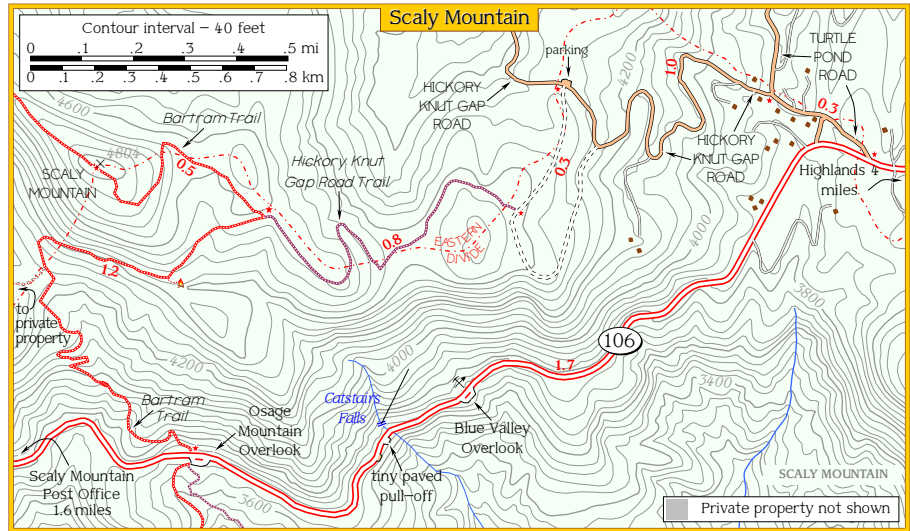 Scaly Mountain
Contour interval – 40 feet
0 .1 .2 .3 .4 .5 mi
0 .1 .2 .3 .4 .5 .6 .7 .8 km
parking
TURTLE
POND
ROAD
4200
1.0
HICKORY
KNUT GAP
ROAD
4600
Bartram Trail
0.3
4804
Hickory Knut
Gap Road Trail
0.5
SCALY
MOUNTAIN
0.3
HICKORY
KNUT GAP
ROAD
Highlands 4
miles
4000
0.8
EASTERN
DIVIDE
1.2
to
private
property
3800
106
4200
4000
1.7
3400
Catstairs
Falls
Bartram
Trail
Osage
Mountain
Overlook
Blue Valley
Overlook
Scaly Mountain
Post Office
1.6 miles
tiny paved
pull–off
SCALY MOUNTAIN
3600
Private property not shown